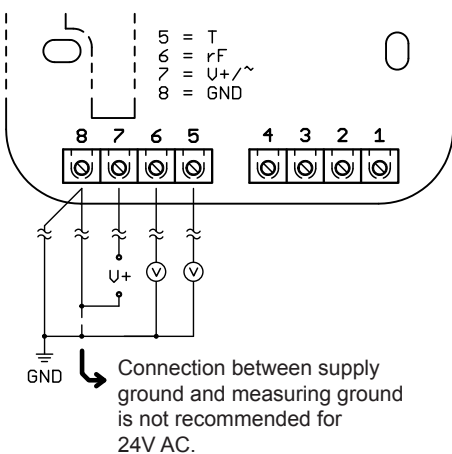 5 = T
6 = rF
7 = V+/~
8 = GND
8 7 6 5 4 3 2 1
V+
V V
GND
Connection between supply
ground and measuring ground
is not recommended for
24V AC.